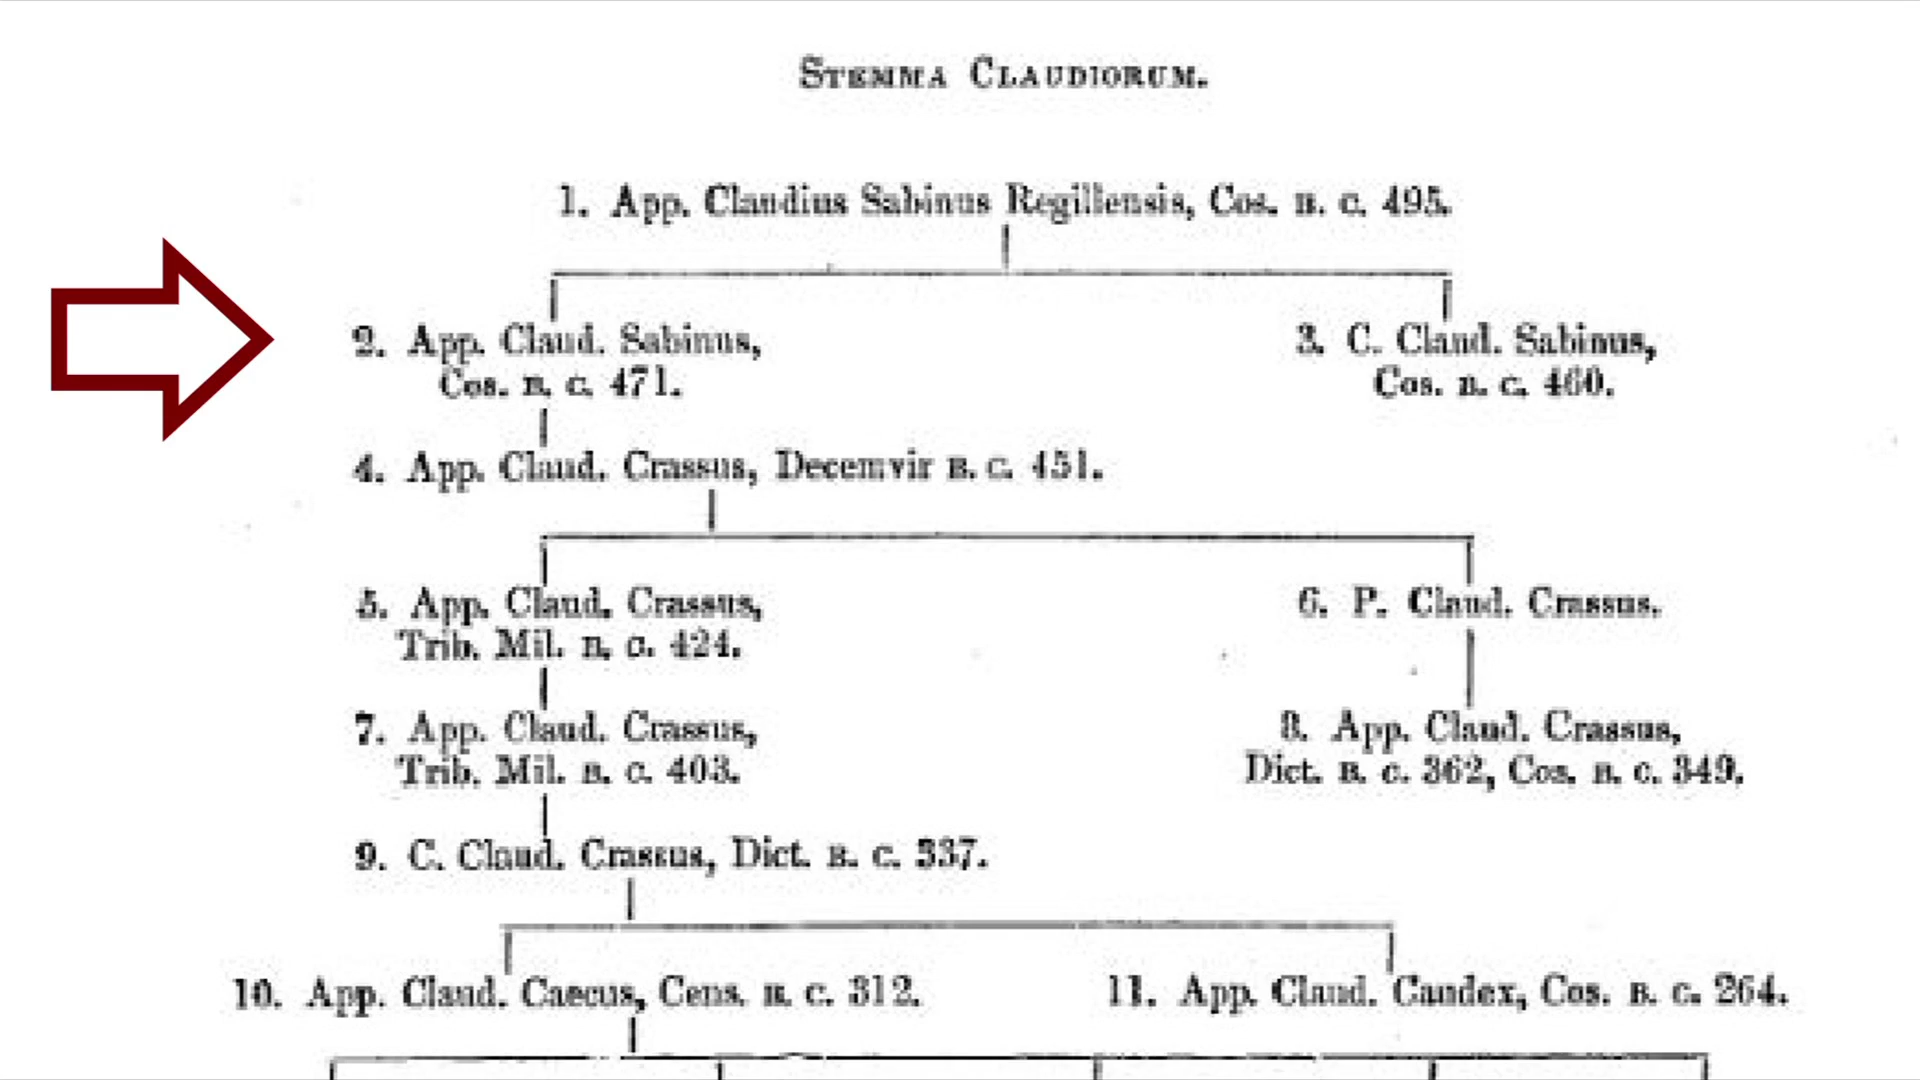 STEMMA CLAUDIORUM.
1. App. Claudius Sabinus Regillensis, Cos. B. C. 495.
2. App. Claud. Sabinus,
Cos. B. C. 471.
3. C. Claud. Sabinus,
Cos. B. C. 460.
4. App. Claud. Crassus, Decemvir B. C. 451.
5. App. Claud. Crassus,
Trib. Mil. B. C. 424.
6. P. Claud. Crassus.
7. App. Claud. Crassus,
Trib. Mil. B. C. 403.
8. App. Claud. Crassus,
Dict. B. C. 362, Cos. B. C. 349.
9. C. Claud. Crassus, Dict. B. C. 337.
10. App. Claud. Caecus, Cens. B. C. 312.
11. App. Claud. Caudex, Cos. B. C. 264.